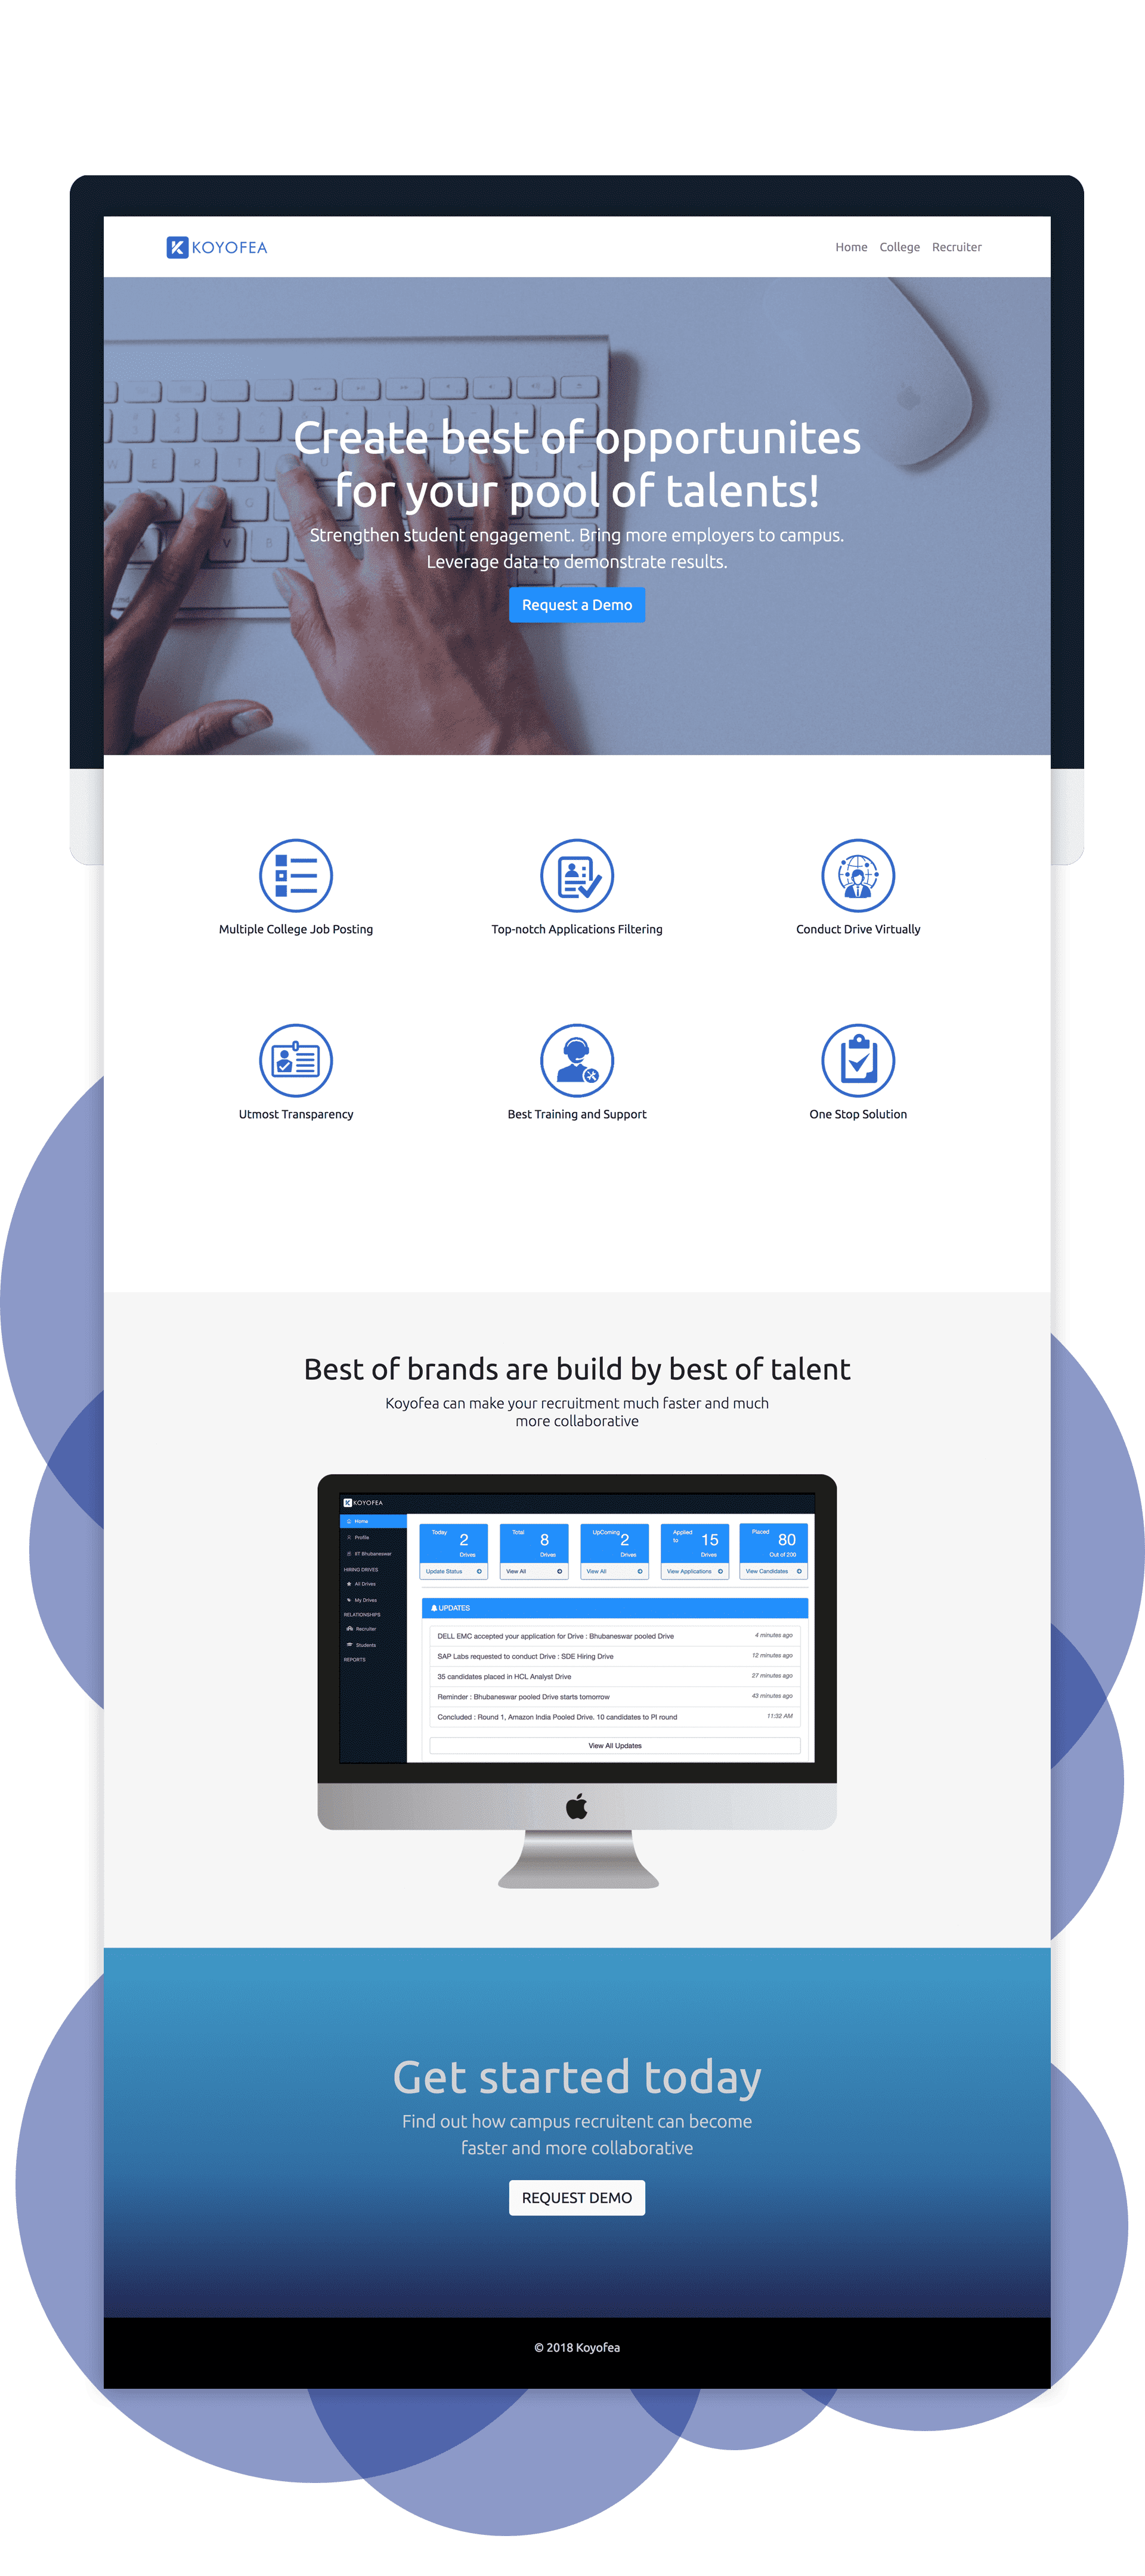 KOYOFEA
Home College Recruiter
Create best of opportunites
for your pool of talents!
Strengthen student engagement. Bring more employers to campus.
Leverage data to demonstrate results.
Request a Demo
Multiple College Job Posting
Top-notch Applications Filtering
Conduct Drive Virtually
Utmost Transparency
Best Training and Support
One Stop Solution
Best of brands are build by best of talent
Koyofea can make your recruitment much faster and much
more collaborative
KOYOFEA
Home
Profile
IIT Bhubaneswar
HIRING DRIVES
All Drives
My Drives
RELATIONSHIPS
Recruiter
Students
REPORTS
Today 2 Drives
Update Status
Total 8 Drives
View All
UpComing 2 Drives
View All
Applied to 15 Drives
View Applications
Placed 80 Out of 200
View Candidates
UPDATES
DELL EMC accepted your application for Drive : Bhubaneswar pooled Drive 4 minutes ago
SAP Labs requested to conduct Drive : SDE Hiring Drive 12 minutes ago
35 candidates placed in HCL Analyst Drive 27 minutes ago
Reminder : Bhubaneswar pooled Drive starts tomorrow 43 minutes ago
Concluded : Round 1, Amazon India Pooled Drive. 10 candidates to PI round 11:32 AM
View All Updates
Get started today
Find out how campus recruitent can become
faster and more collaborative
REQUEST DEMO
© 2018 Koyofea